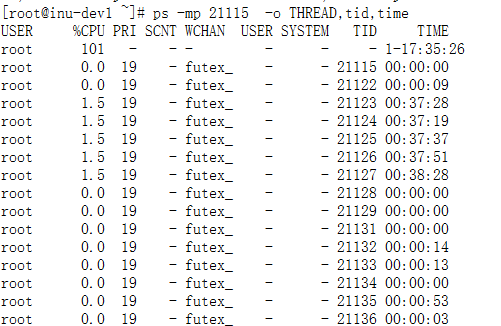 [root@inu-dev1 ~]# ps -mp 21115  -o THREAD,tid,time
USER     %CPU PRI SCNT WCHAN  USER SYSTEM   TID     TIME
root      101   -    - -         -      -     - 1-17:35:26
root      0.0  19    - futex_    -      - 21115 00:00:00
root      0.0  19    - futex_    -      - 21122 00:00:09
root      1.5  19    - futex_    -      - 21123 00:37:28
root      1.5  19    - futex_    -      - 21124 00:37:19
root      1.5  19    - futex_    -      - 21125 00:37:37
root      1.5  19    - futex_    -      - 21126 00:37:51
root      1.5  19    - futex_    -      - 21127 00:38:28
root      0.0  19    - futex_    -      - 21128 00:00:00
root      0.0  19    - futex_    -      - 21129 00:00:00
root      0.0  19    - futex_    -      - 21131 00:00:00
root      0.0  19    - futex_    -      - 21132 00:00:14
root      0.0  19    - futex_    -      - 21133 00:00:13
root      0.0  19    - futex_    -      - 21134 00:00:00
root      0.0  19    - futex_    -      - 21135 00:00:53
root      0.0  19    - futex_    -      - 21136 00:00:03